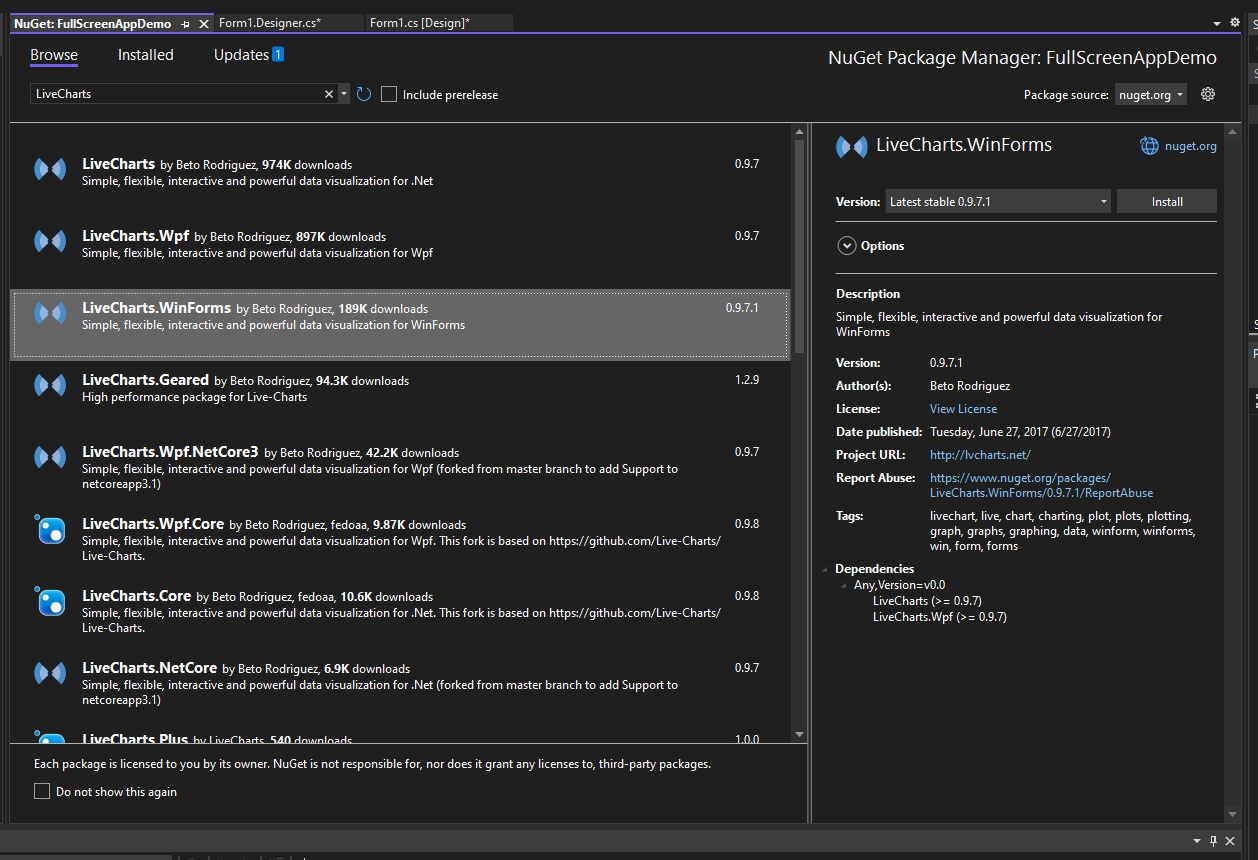 NuGet: FullScreenAppDemo
Form1.Designer.cs*
Form1.cs [Design]*
Browse
Installed
Updates 1
NuGet Package Manager: FullScreenAppDemo
LiveCharts
Include prerelease
Package source: nuget.org
LiveCharts by Beto Rodriguez, 974K downloads
0.9.7
Simple, flexible, interactive and powerful data visualization for .Net
LiveCharts.Wpf by Beto Rodriguez, 897K downloads
0.9.7
Simple, flexible, interactive and powerful data visualization for Wpf
LiveCharts.WinForms by Beto Rodriguez, 189K downloads
0.9.7.1
Simple, flexible, interactive and powerful data visualization for WinForms
LiveCharts.Geared by Beto Rodriguez, 94.3K downloads
1.2.9
High performance package for Live-Charts
LiveCharts.Wpf.NetCore3 by Beto Rodriguez, 42.2K downloads
0.9.7
Simple, flexible, interactive and powerful data visualization for Wpf (forked from master branch to add Support to
netcoreapp3.1)
LiveCharts.Wpf.Core by Beto Rodriguez, fedoaa, 9.87K downloads
0.9.8
Simple, flexible, interactive and powerful data visualization for Wpf. This fork is based on https://github.com/Live-Charts/
Live-Charts.
LiveCharts.Core by Beto Rodriguez, fedoaa, 10.6K downloads
0.9.8
Simple, flexible, interactive and powerful data visualization for .Net. This fork is based on https://github.com/Live-Charts/
Live-Charts.
LiveCharts.NetCore by Beto Rodriguez, 6.9K downloads
0.9.7
Simple, flexible, interactive and powerful data visualization for .Net (forked from master branch to add Support to
netcoreapp3.1)
LiveCharts.Plus by LiveCharts, 540 downloads
1.0.0
Each package is licensed to you by its owner. NuGet is not responsible for, nor does it grant any licenses to, third-party packages.
Do not show this again
LiveCharts.WinForms
nuget.org
Version: Latest stable 0.9.7.1
Install
Options
Description
Simple, flexible, interactive and powerful data visualization for
WinForms
Version: 0.9.7.1
Author(s): Beto Rodriguez
License: View License
Date published: Tuesday, June 27, 2017 (6/27/2017)
Project URL: http://lvcharts.net/
Report Abuse: https://www.nuget.org/packages/
LiveCharts.WinForms/0.9.7.1/ReportAbuse
Tags: livechart, live, chart, charting, plot, plots, plotting,
graph, graphs, graphing, data, winform, winforms,
win, form, forms
Dependencies
Any,Version=v0.0
LiveCharts (>= 0.9.7)
LiveCharts.Wpf (>= 0.9.7)